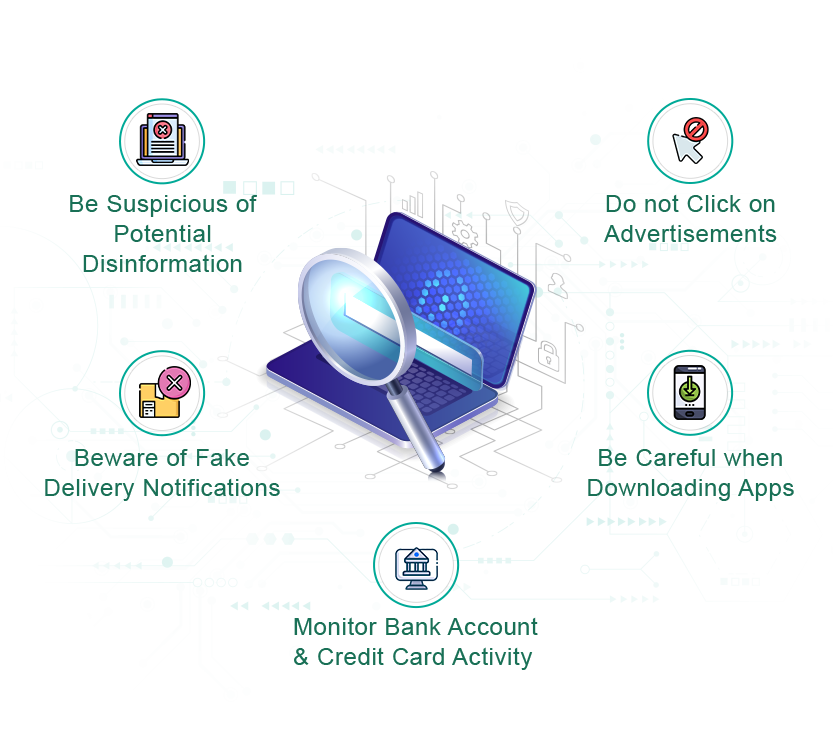 Be Suspicious of
Potential
Disinformation
Do not Click on
Advertisements
Beware of Fake
Delivery Notifications
Be Careful when
Downloading Apps
Monitor Bank Account
& Credit Card Activity